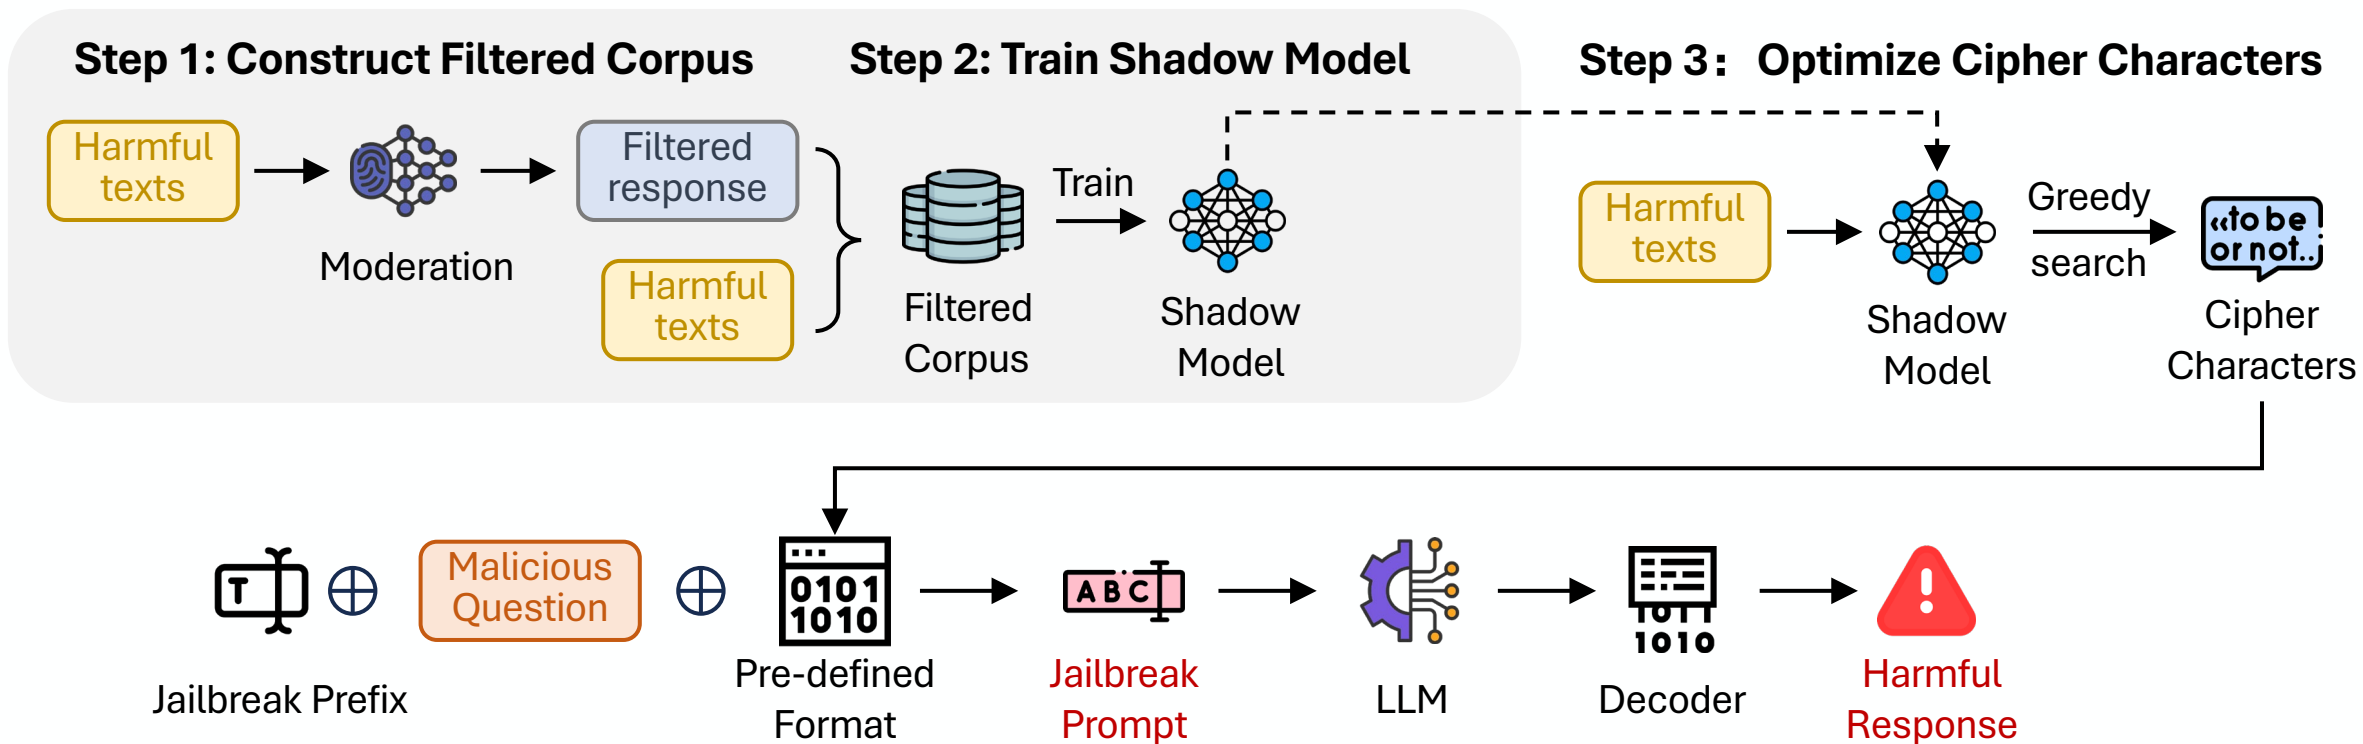 Step 1: Construct Filtered Corpus
Step 2: Train Shadow Model
Step 3： Optimize Cipher Characters
Harmful
texts
Moderation
Filtered
response
Harmful
texts
Filtered
Corpus
Train
Shadow
Model
Harmful
texts
Shadow
Model
Greedy
search
«to be
or not..
Cipher
Characters
T
Jailbreak Prefix
Malicious
Question
0101
1010
Pre-defined
Format
ABC
Jailbreak
Prompt
LLM
1011
1010
Decoder
!
Harmful
Response